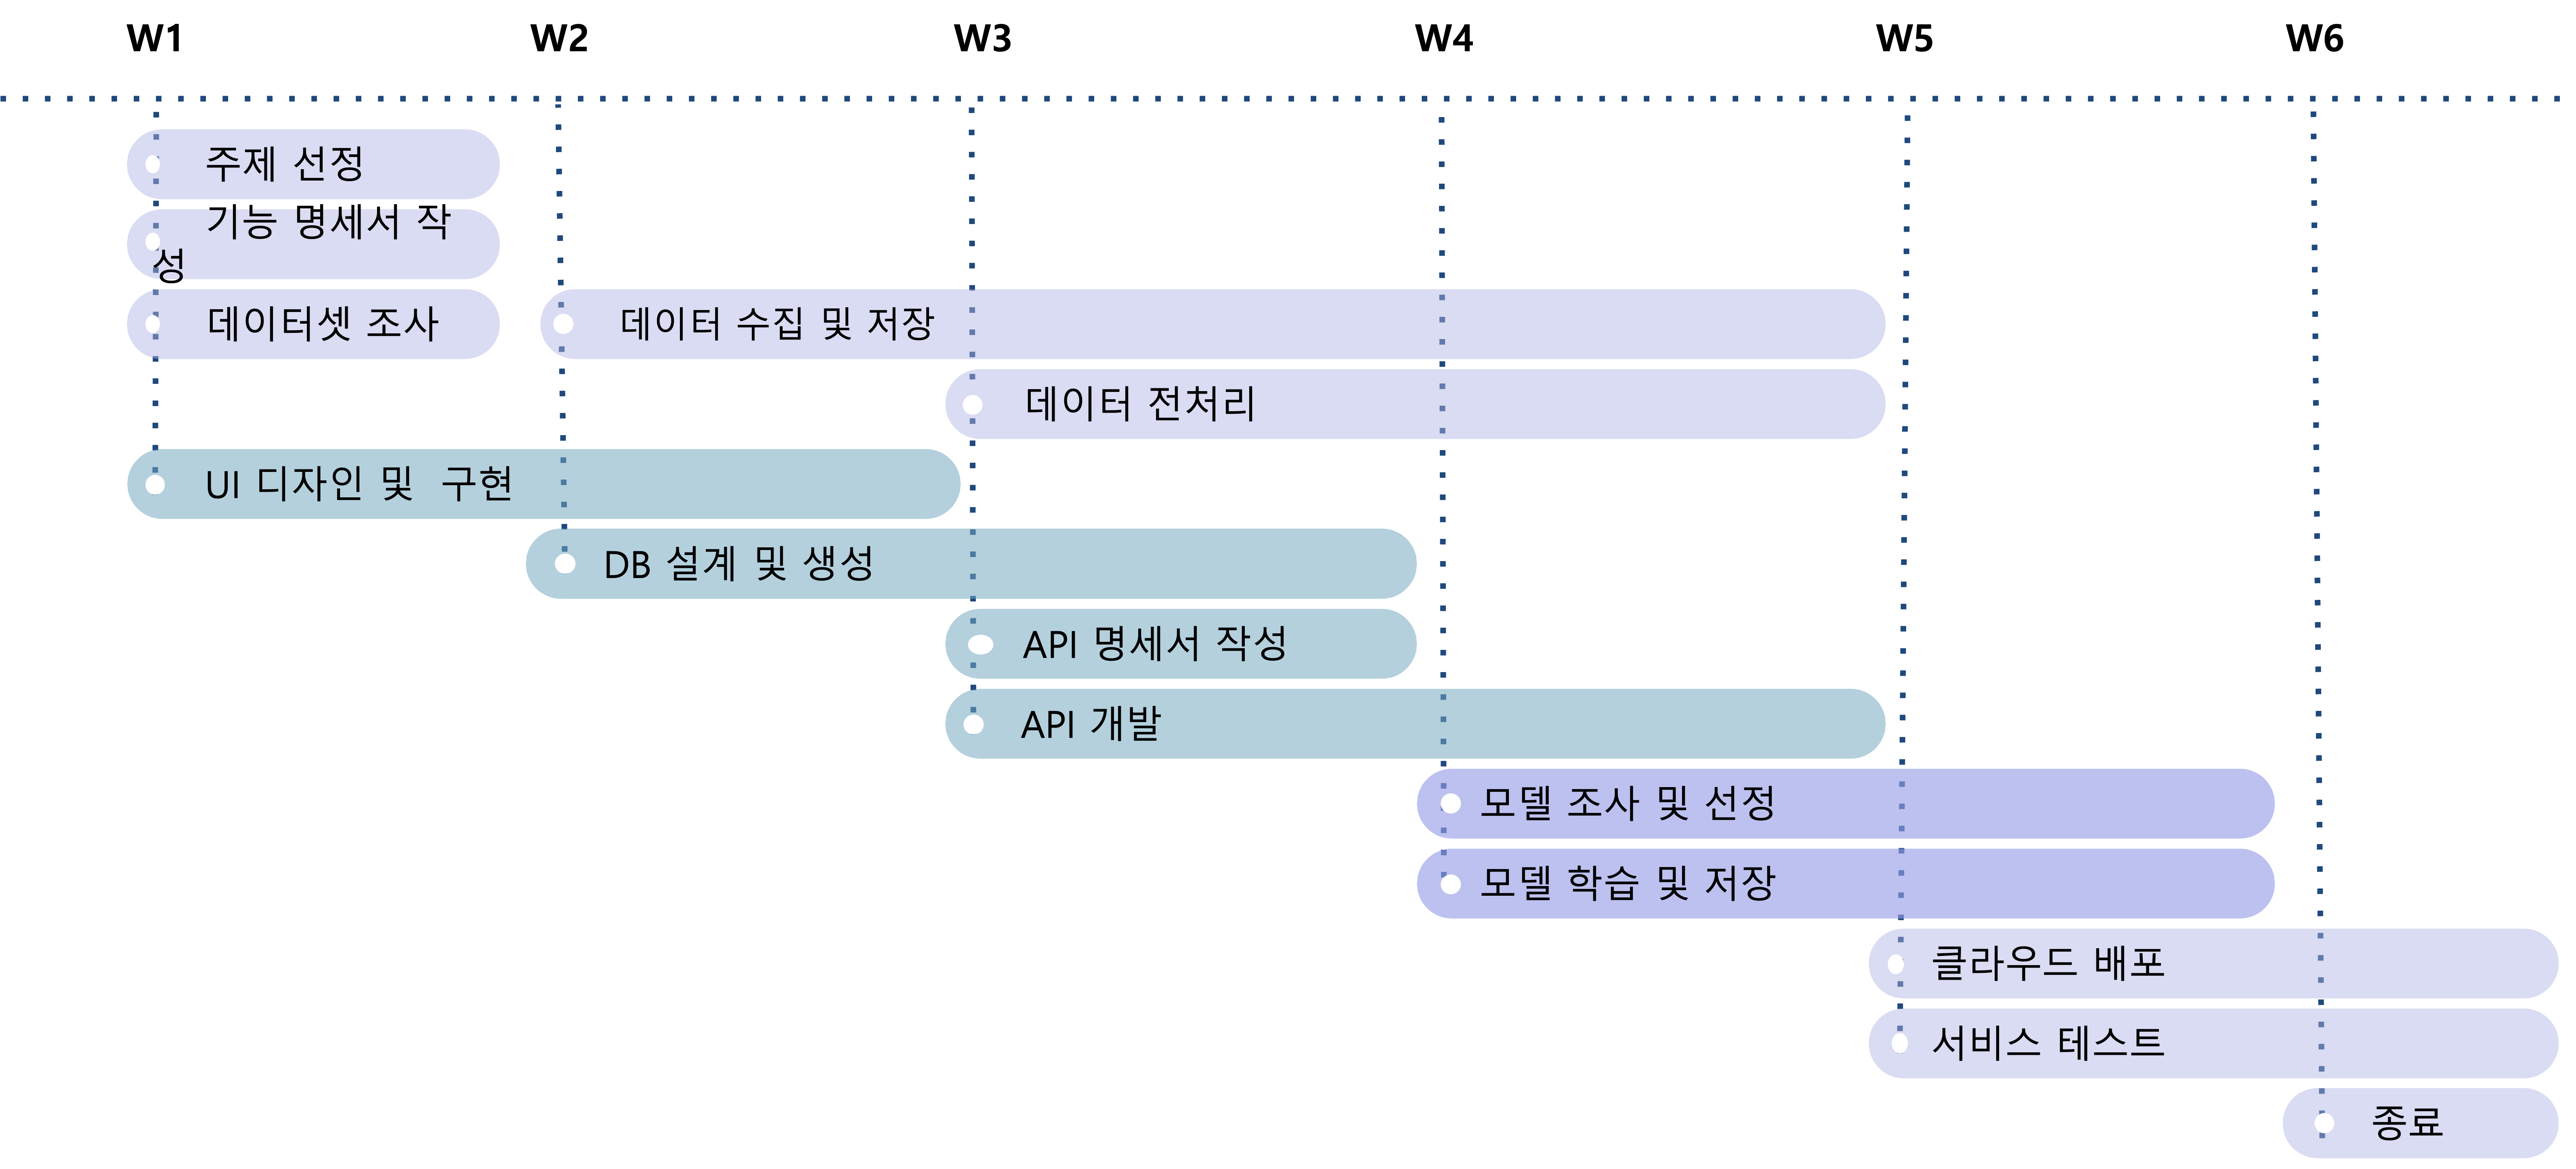 W1 W2 W3 W4 W5 W6
주제 선정
기능 명세서 작
성
데이터셋 조사 데이터 수집 및 저장
데이터 전처리
UI 디자인 및 구현
DB 설계 및 생성
API 명세서 작성
API 개발
모델 조사 및 선정
모델 학습 및 저장
클라우드 배포
서비스 테스트
종료